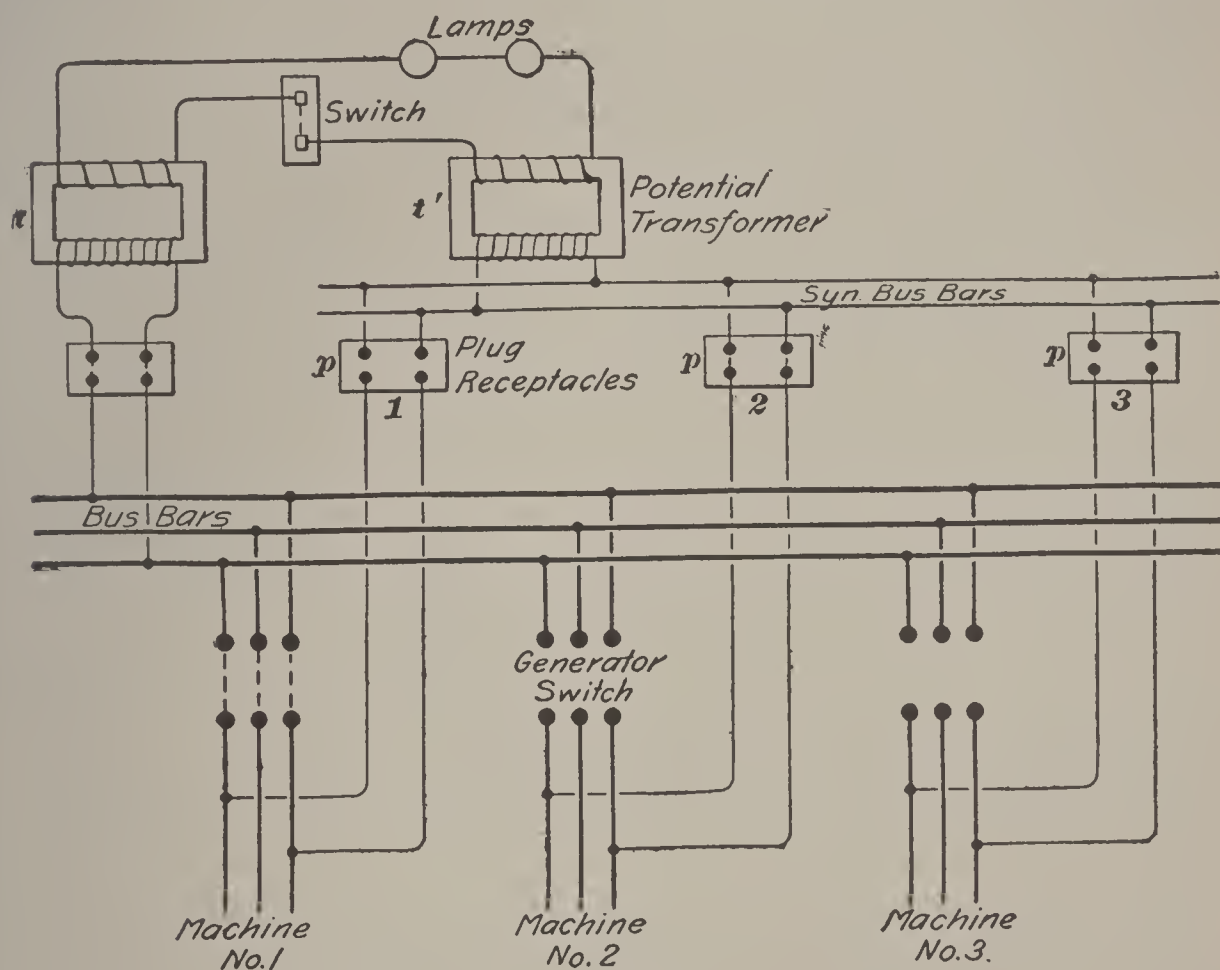 Lamps
Switch
t
t'
Potential
Transformer
Syn. Bus Bars
p
Plug
Receptacles
1
p
2
p
3
Bus Bars
Generator
Switch
Machine
No.1
Machine
No.2
Machine
No.3.